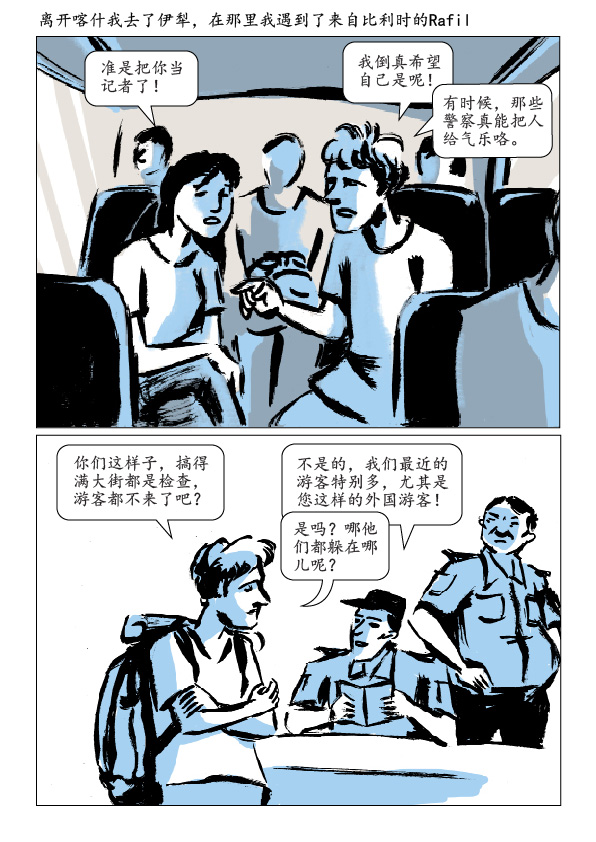 离开喀什我去了伊犁，在那里我遇到了来自比利时的Rafil
准是把你当
记者了！
我倒真希望
自己是呢！
有时候，那些
警察真能把人
给气乐咯。
你们这样子，搞得
满大街都是检查，
游客都不来了吧？
不是的，我们最近的
游客特别多，尤其是
您这样的外国游客！
是吗？哪他
们都躲在哪
儿呢？